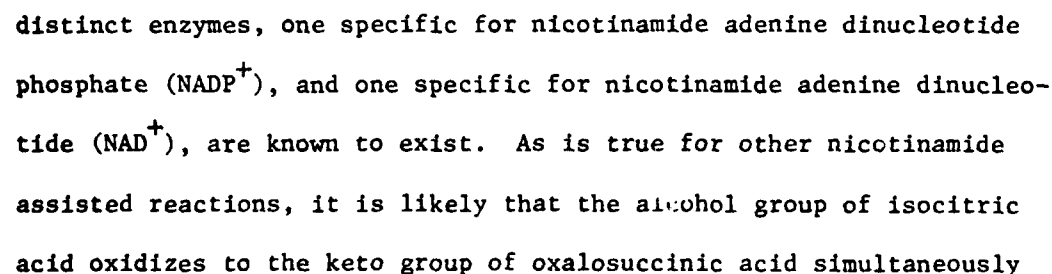 distinct enzymes, one specific for nicotinamide adenine dinucleotide
phosphate (NADP+), and one specific for nicotinamide adenine dinucleo-
tide (NAD+), are known to exist. As is true for other nicotinamide
assisted reactions, it is likely that the alcohol group of isocitric
acid oxidizes to the keto group of oxalosuccinic acid simultaneously